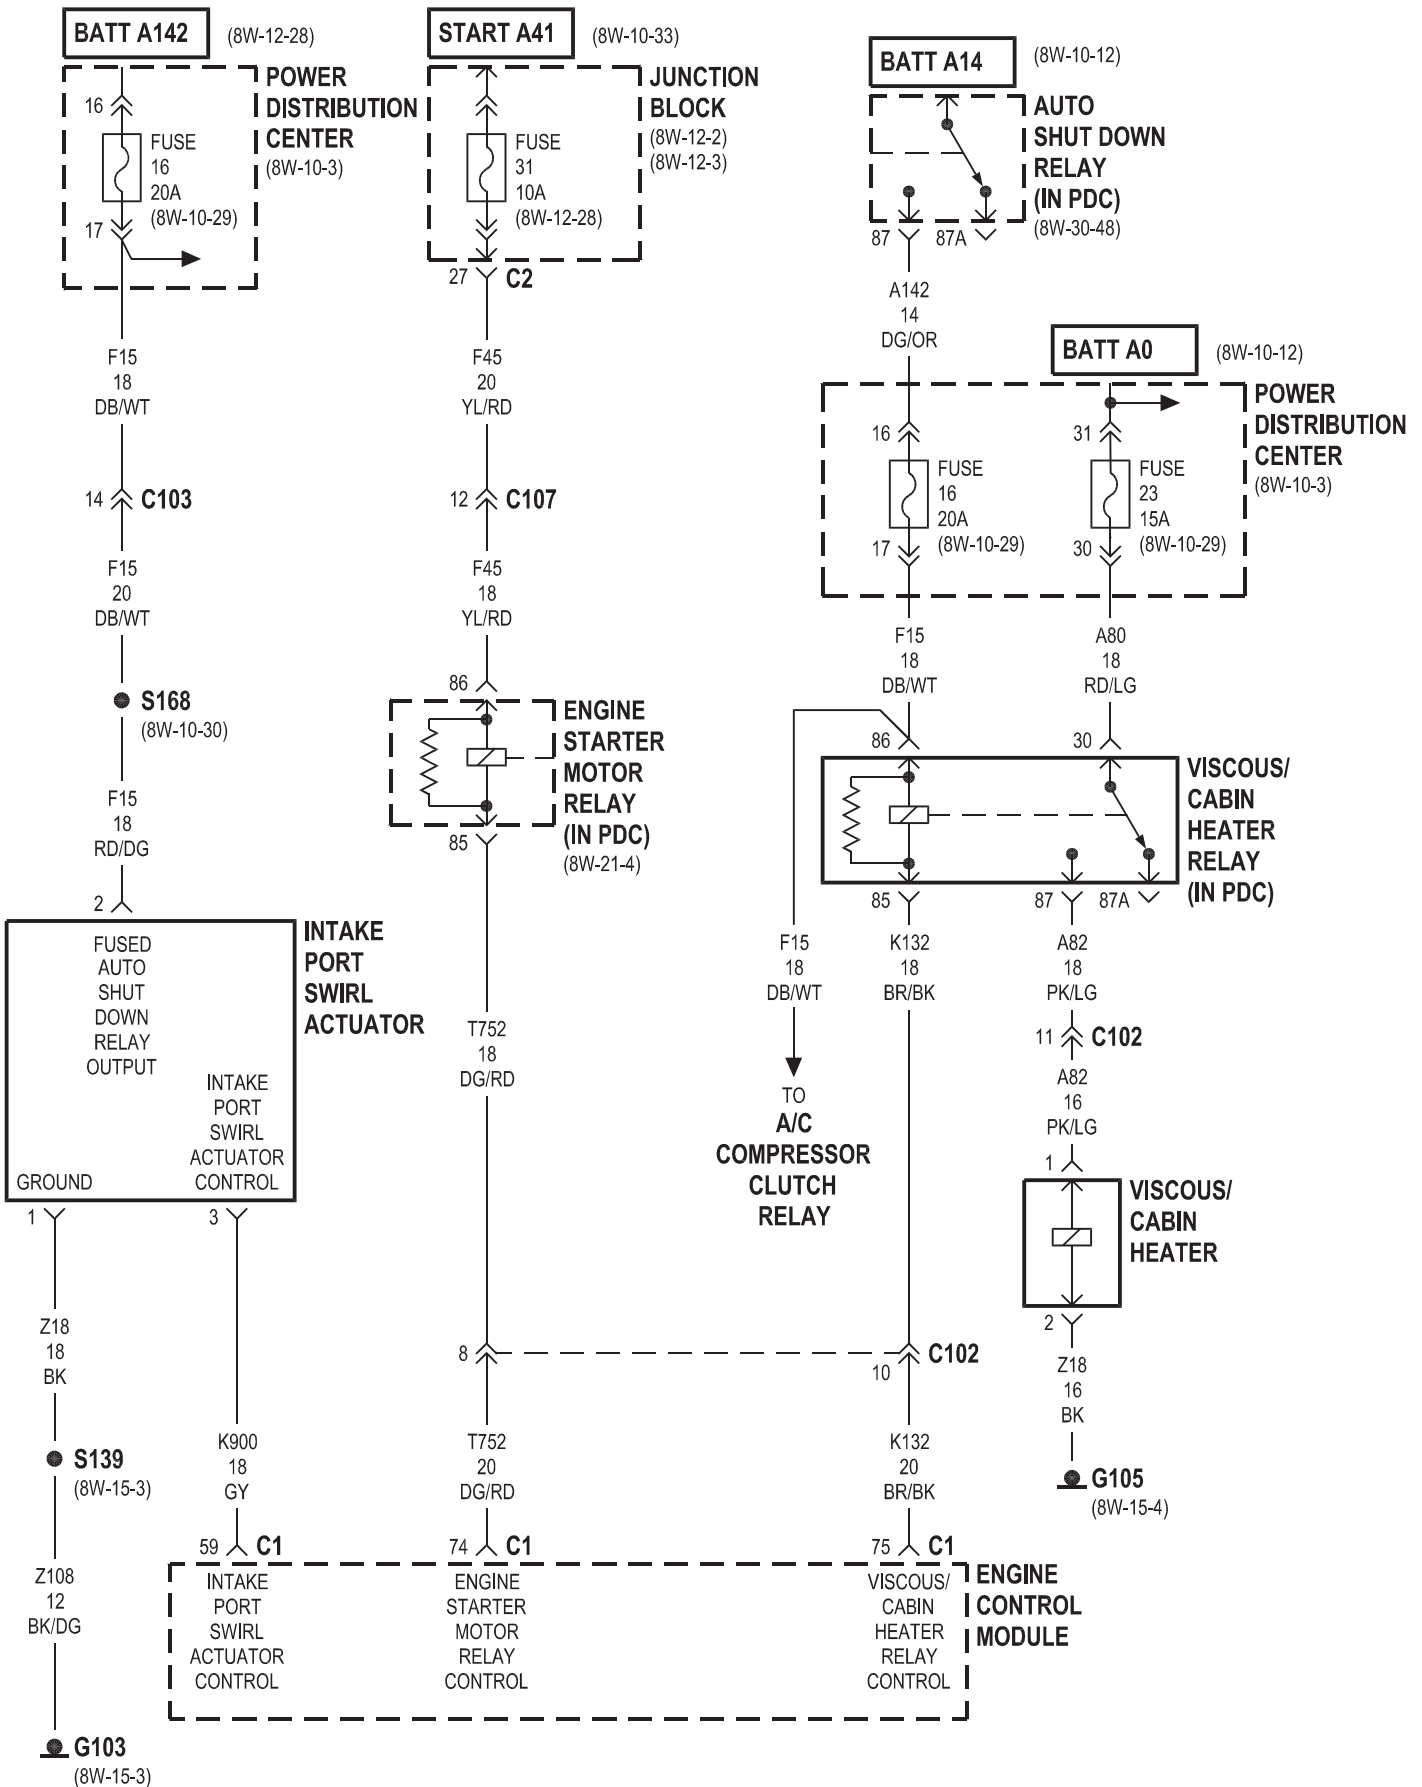 BATT A142
(8W-12-28)
POWER
DISTRIBUTION
CENTER
(8W-10-3)
16
FUSE
16
20A
(8W-10-29)
17
F15
18
DB/WT
14
C103
F15
20
DB/WT
S168
(8W-10-30)
F15
18
RD/DG
2
FUSED
AUTO
SHUT
DOWN
RELAY
OUTPUT
INTAKE
PORT
SWIRL
ACTUATOR
INTAKE
PORT
SWIRL
ACTUATOR
CONTROL
GROUND
1
3
Z18
18
BK
S139
(8W-15-3)
Z108
12
BK/DG
G103
(8W-15-3)
K900
18
GY
59
C1
INTAKE
PORT
SWIRL
ACTUATOR
CONTROL
START A41
(8W-10-33)
JUNCTION
BLOCK
(8W-12-2)
(8W-12-3)
FUSE
31
10A
(8W-12-28)
27
C2
F45
20
YL/RD
12
C107
F45
18
YL/RD
86
ENGINE
STARTER
MOTOR
RELAY
(IN PDC)
(8W-21-4)
85
T752
18
DG/RD
8
T752
20
DG/RD
74
C1
ENGINE
STARTER
MOTOR
RELAY
CONTROL
BATT A14
(8W-10-12)
AUTO
SHUT DOWN
RELAY
(IN PDC)
(8W-30-48)
87
87A
A142
14
DG/OR
BATT A0
(8W-10-12)
POWER
DISTRIBUTION
CENTER
(8W-10-3)
16
FUSE
16
20A
(8W-10-29)
17
31
FUSE
23
15A
(8W-10-29)
30
F15
18
DB/WT
A80
18
RD/LG
86
30
VISCOUS/
CABIN
HEATER
RELAY
(IN PDC)
85
87
87A
F15
18
DB/WT
TO
A/C
COMPRESSOR
CLUTCH
RELAY
K132
18
BR/BK
A82
18
PK/LG
11
C102
A82
16
PK/LG
1
VISCOUS/
CABIN
HEATER
2
Z18
16
BK
G105
(8W-15-4)
C102
10
K132
20
BR/BK
75
C1
VISCOUS/
CABIN
HEATER
RELAY
CONTROL
ENGINE
CONTROL
MODULE